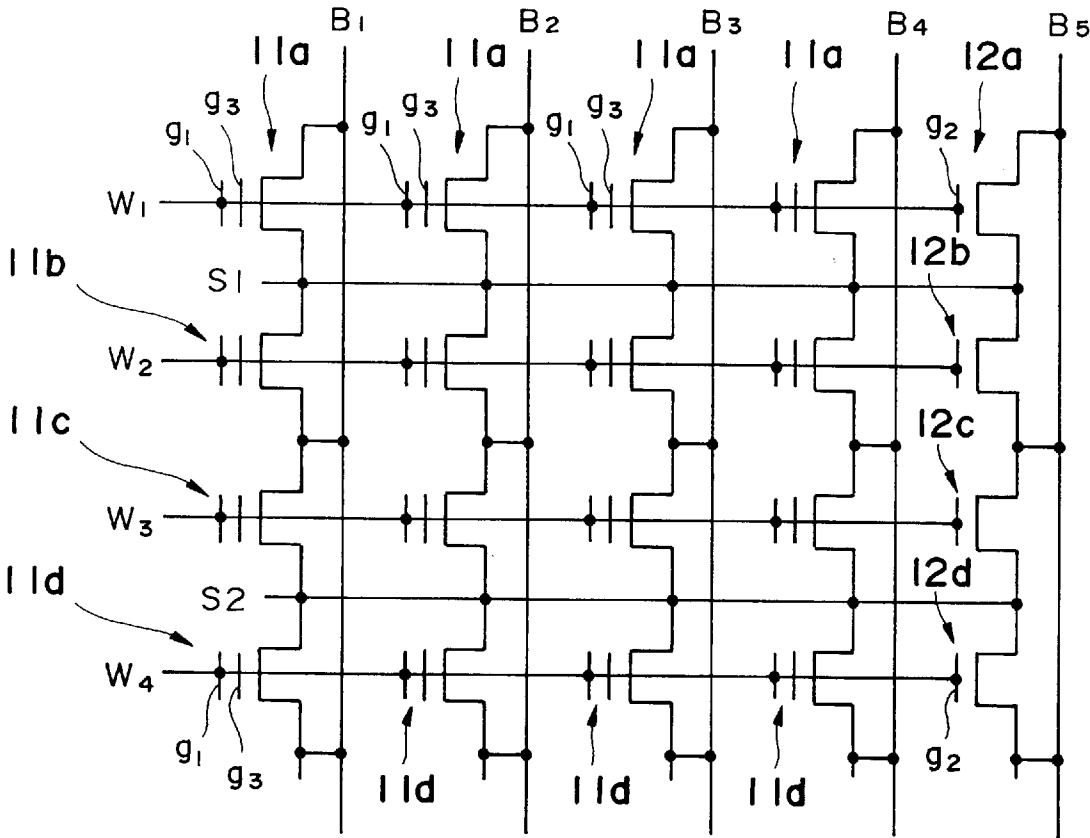 B1 B2 B3 B4 B5
11a 11a 11a 11a 12a
g3 g3 g3
g1 g1 g1 g2
W1
11b 12b
S1
W2
11c 12c
W3
11d 12d
S2
W4
g1 g3 11d 11d 11d g2